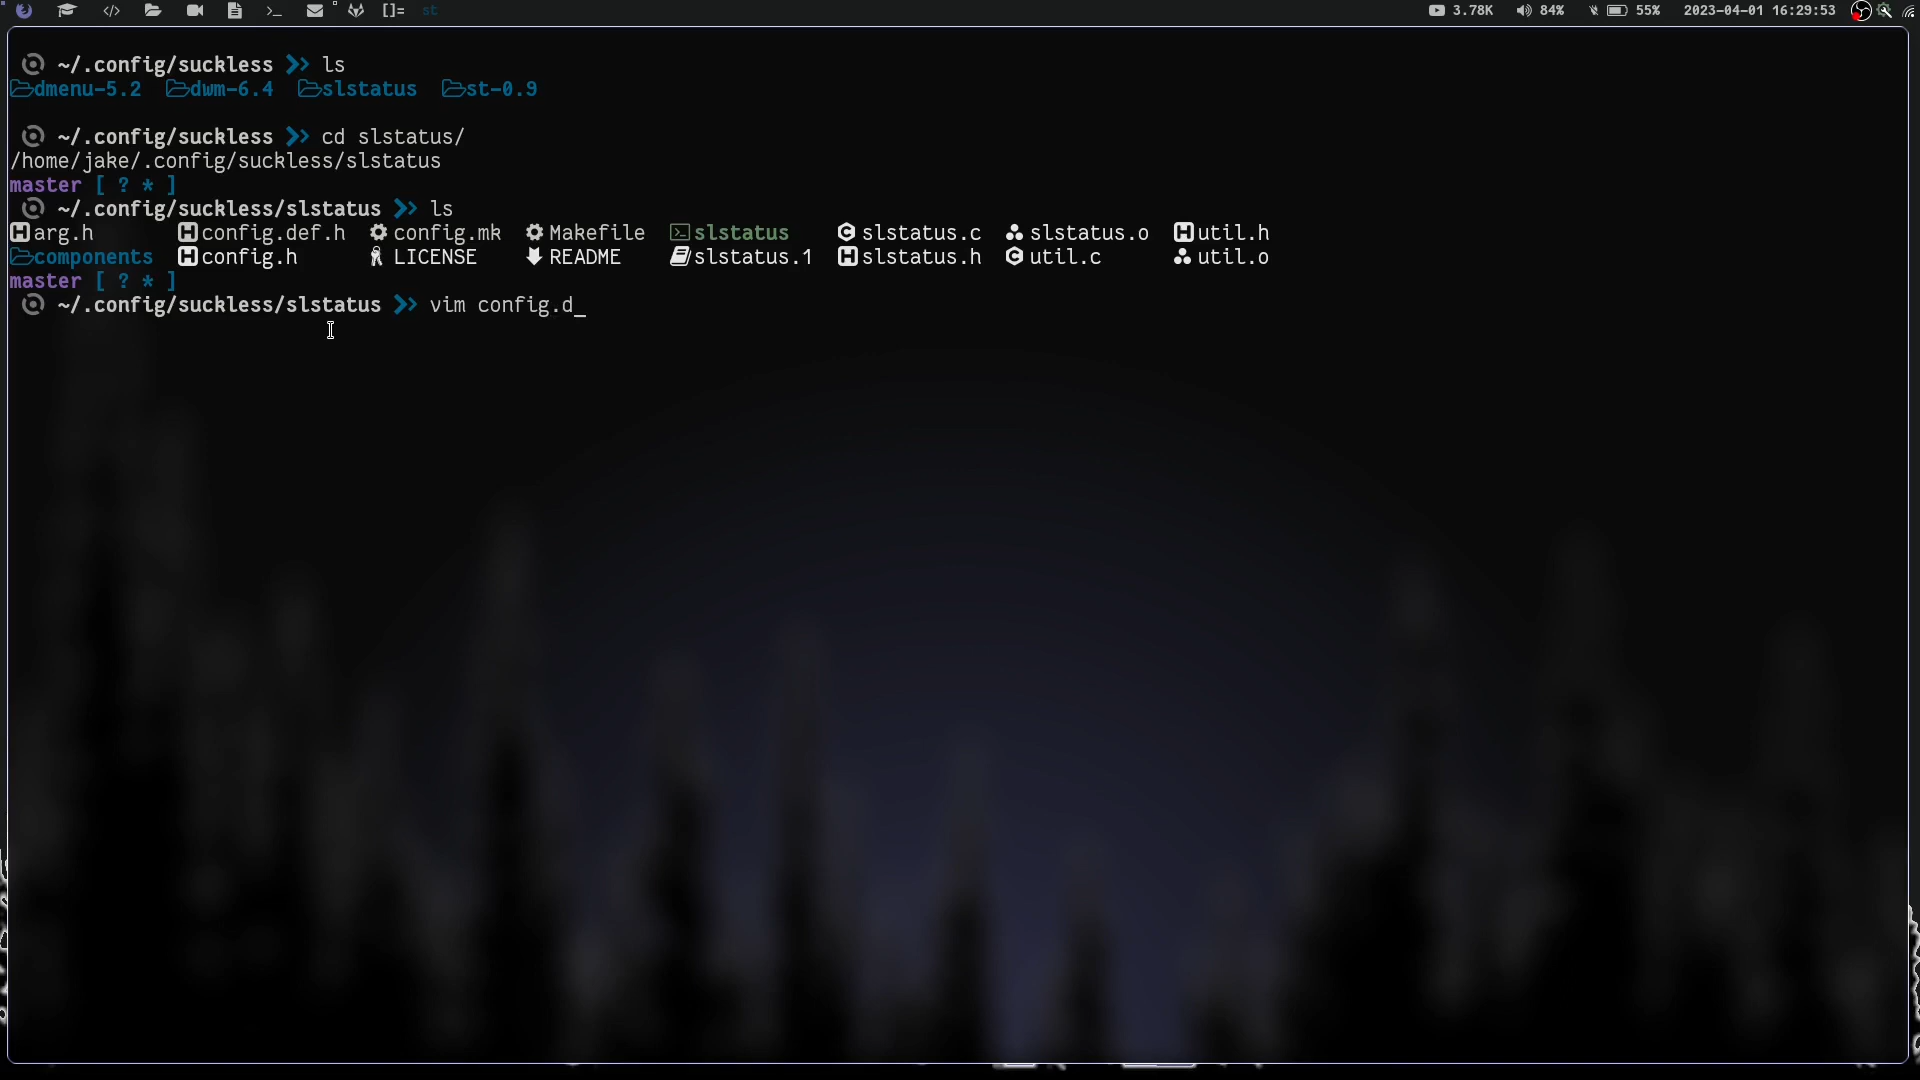 []= st 3.78K 84% 55% 2023-04-01 16:29:53
~/.config/suckless ls
dmenu-5.2 dwm-6.4 slstatus st-0.9
~/.config/suckless cd slstatus/
/home/jake/.config/suckless/slstatus
master [ ? * ]
~/.config/suckless/slstatus ls
arg.h config.def.h config.mk Makefile slstatus slstatus.c slstatus.o util.h
components config.h LICENSE README slstatus.1 slstatus.h util.c util.o
master [ ? * ]
~/.config/suckless/slstatus vim config.d_